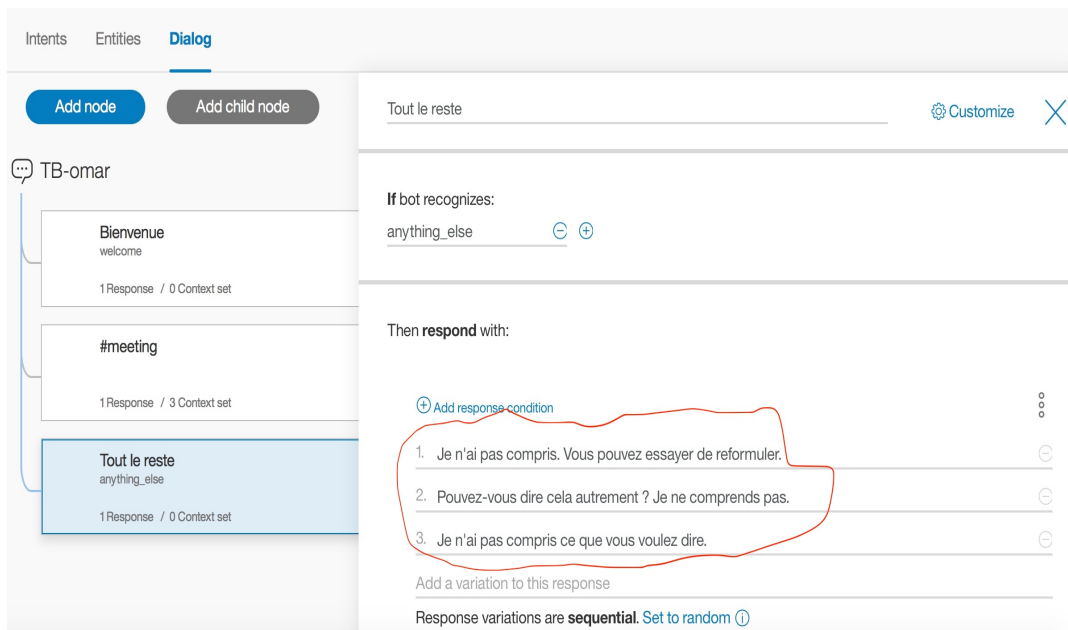 Intents Entities Dialog
Add node Add child node
TB-omar
Bienvenue
welcome
1 Response / 0 Context set
#meeting
1 Response / 3 Context set
Tout le reste
anything_else
1 Response / 0 Context set
Tout le reste
Customize
If bot recognizes:
anything_else
Then respond with:
Add response condition
1. Je n'ai pas compris. Vous pouvez essayer de reformuler.
2. Pouvez-vous dire cela autrement ? Je ne comprends pas.
3. Je n'ai pas compris ce que vous voulez dire.
Add a variation to this response
Response variations are sequential. Set to random